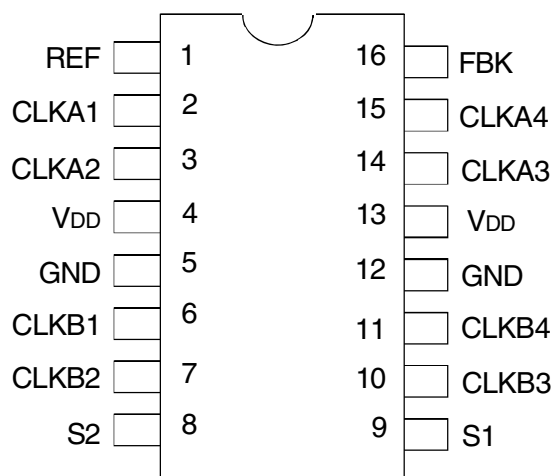 REF 1 16 FBK
CLKA1 2 15 CLKA4
CLKA2 3 14 CLKA3
VDD 4 13 VDD
GND 5 12 GND
CLKB1 6 11 CLKB4
CLKB2 7 10 CLKB3
S2 8 9 S1